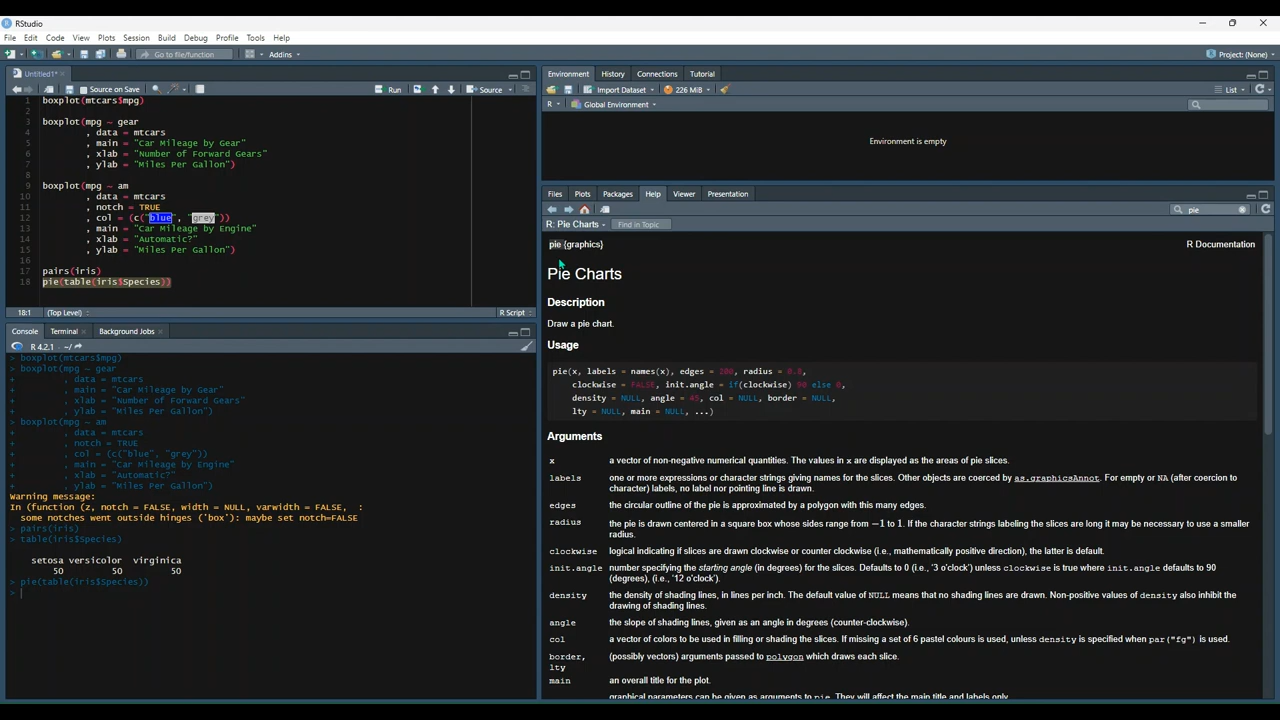 RStudio
File Edit Code View Plots Session Build Debug Profile Tools Help
Go to file/function Addins Project: (None)
Untitled1*
Source on Save Run Source
1 boxplot(mtcars$mpg)
2
3 boxplot(mpg ~ gear
4 , data = mtcars
5 , main = "Car Mileage by Gear"
6 , xlab = "Number of Forward Gears"
7 , ylab = "Miles Per Gallon")
8
9 boxplot(mpg ~ am
10 , data = mtcars
11 , notch = TRUE
12 , col = (c("blue", "grey"))
13 , main = "Car Mileage by Engine"
14 , xlab = "Automatic?"
15 , ylab = "Miles Per Gallon")
16
17 pairs(iris)
18 pie(table(iris$Species))
18:1 (Top Level) R Script
Console Terminal Background Jobs
R 4.2.1 · ~/
> boxplot(mtcars$mpg)
> boxplot(mpg ~ gear
+ , data = mtcars
+ , main = "Car Mileage by Gear"
+ , xlab = "Number of Forward Gears"
+ , ylab = "Miles Per Gallon")
> boxplot(mpg ~ am
+ , data = mtcars
+ , notch = TRUE
+ , col = (c("blue", "grey"))
+ , main = "Car Mileage by Engine"
+ , xlab = "Automatic?"
+ , ylab = "Miles Per Gallon")
Warning message:
In (function (z, notch = FALSE, width = NULL, varwidth = FALSE, :
some notches went outside hinges ('box'): maybe set notch=FALSE
> pairs(iris)
> table(iris$Species)
setosa versicolor virginica
50 50 50
> pie(table(iris$Species))
>
Environment History Connections Tutorial
Import Dataset 226 MiB List
R Global Environment
Environment is empty
Files Plots Packages Help Viewer Presentation
pie
R: Pie Charts Find in Topic
pie {graphics} R Documentation
Pie Charts
Description
Draw a pie chart.
Usage
pie(x, labels = names(x), edges = 200, radius = 0.8,
clockwise = FALSE, init.angle = if(clockwise) 90 else 0,
density = NULL, angle = 45, col = NULL, border = NULL,
lty = NULL, main = NULL, ...)
Arguments
x a vector of non-negative numerical quantities. The values in x are displayed as the areas of pie slices.
labels one or more expressions or character strings giving names for the slices. Other objects are coerced by as.graphicsAnnot. For empty or NA (after coercion to
character) labels, no label nor pointing line is drawn.
edges the circular outline of the pie is approximated by a polygon with this many edges.
radius the pie is drawn centered in a square box whose sides range from −1 to 1. If the character strings labeling the slices are long it may be necessary to use a smaller
radius.
clockwise logical indicating if slices are drawn clockwise or counter clockwise (i.e., mathematically positive direction), the latter is default.
init.angle number specifying the starting angle (in degrees) for the slices. Defaults to 0 (i.e., '3 o'clock') unless clockwise is true where init.angle defaults to 90
(degrees), (i.e., '12 o'clock').
density the density of shading lines, in lines per inch. The default value of NULL means that no shading lines are drawn. Non-positive values of density also inhibit the
drawing of shading lines.
angle the slope of shading lines, given as an angle in degrees (counter-clockwise).
col a vector of colors to be used in filling or shading the slices. If missing a set of 6 pastel colours is used, unless density is specified when par("fg") is used.
border, (possibly vectors) arguments passed to polygon which draws each slice.
lty
main an overall title for the plot.
graphical parameters can be given as arguments to pie. They will affect the main title and labels only.